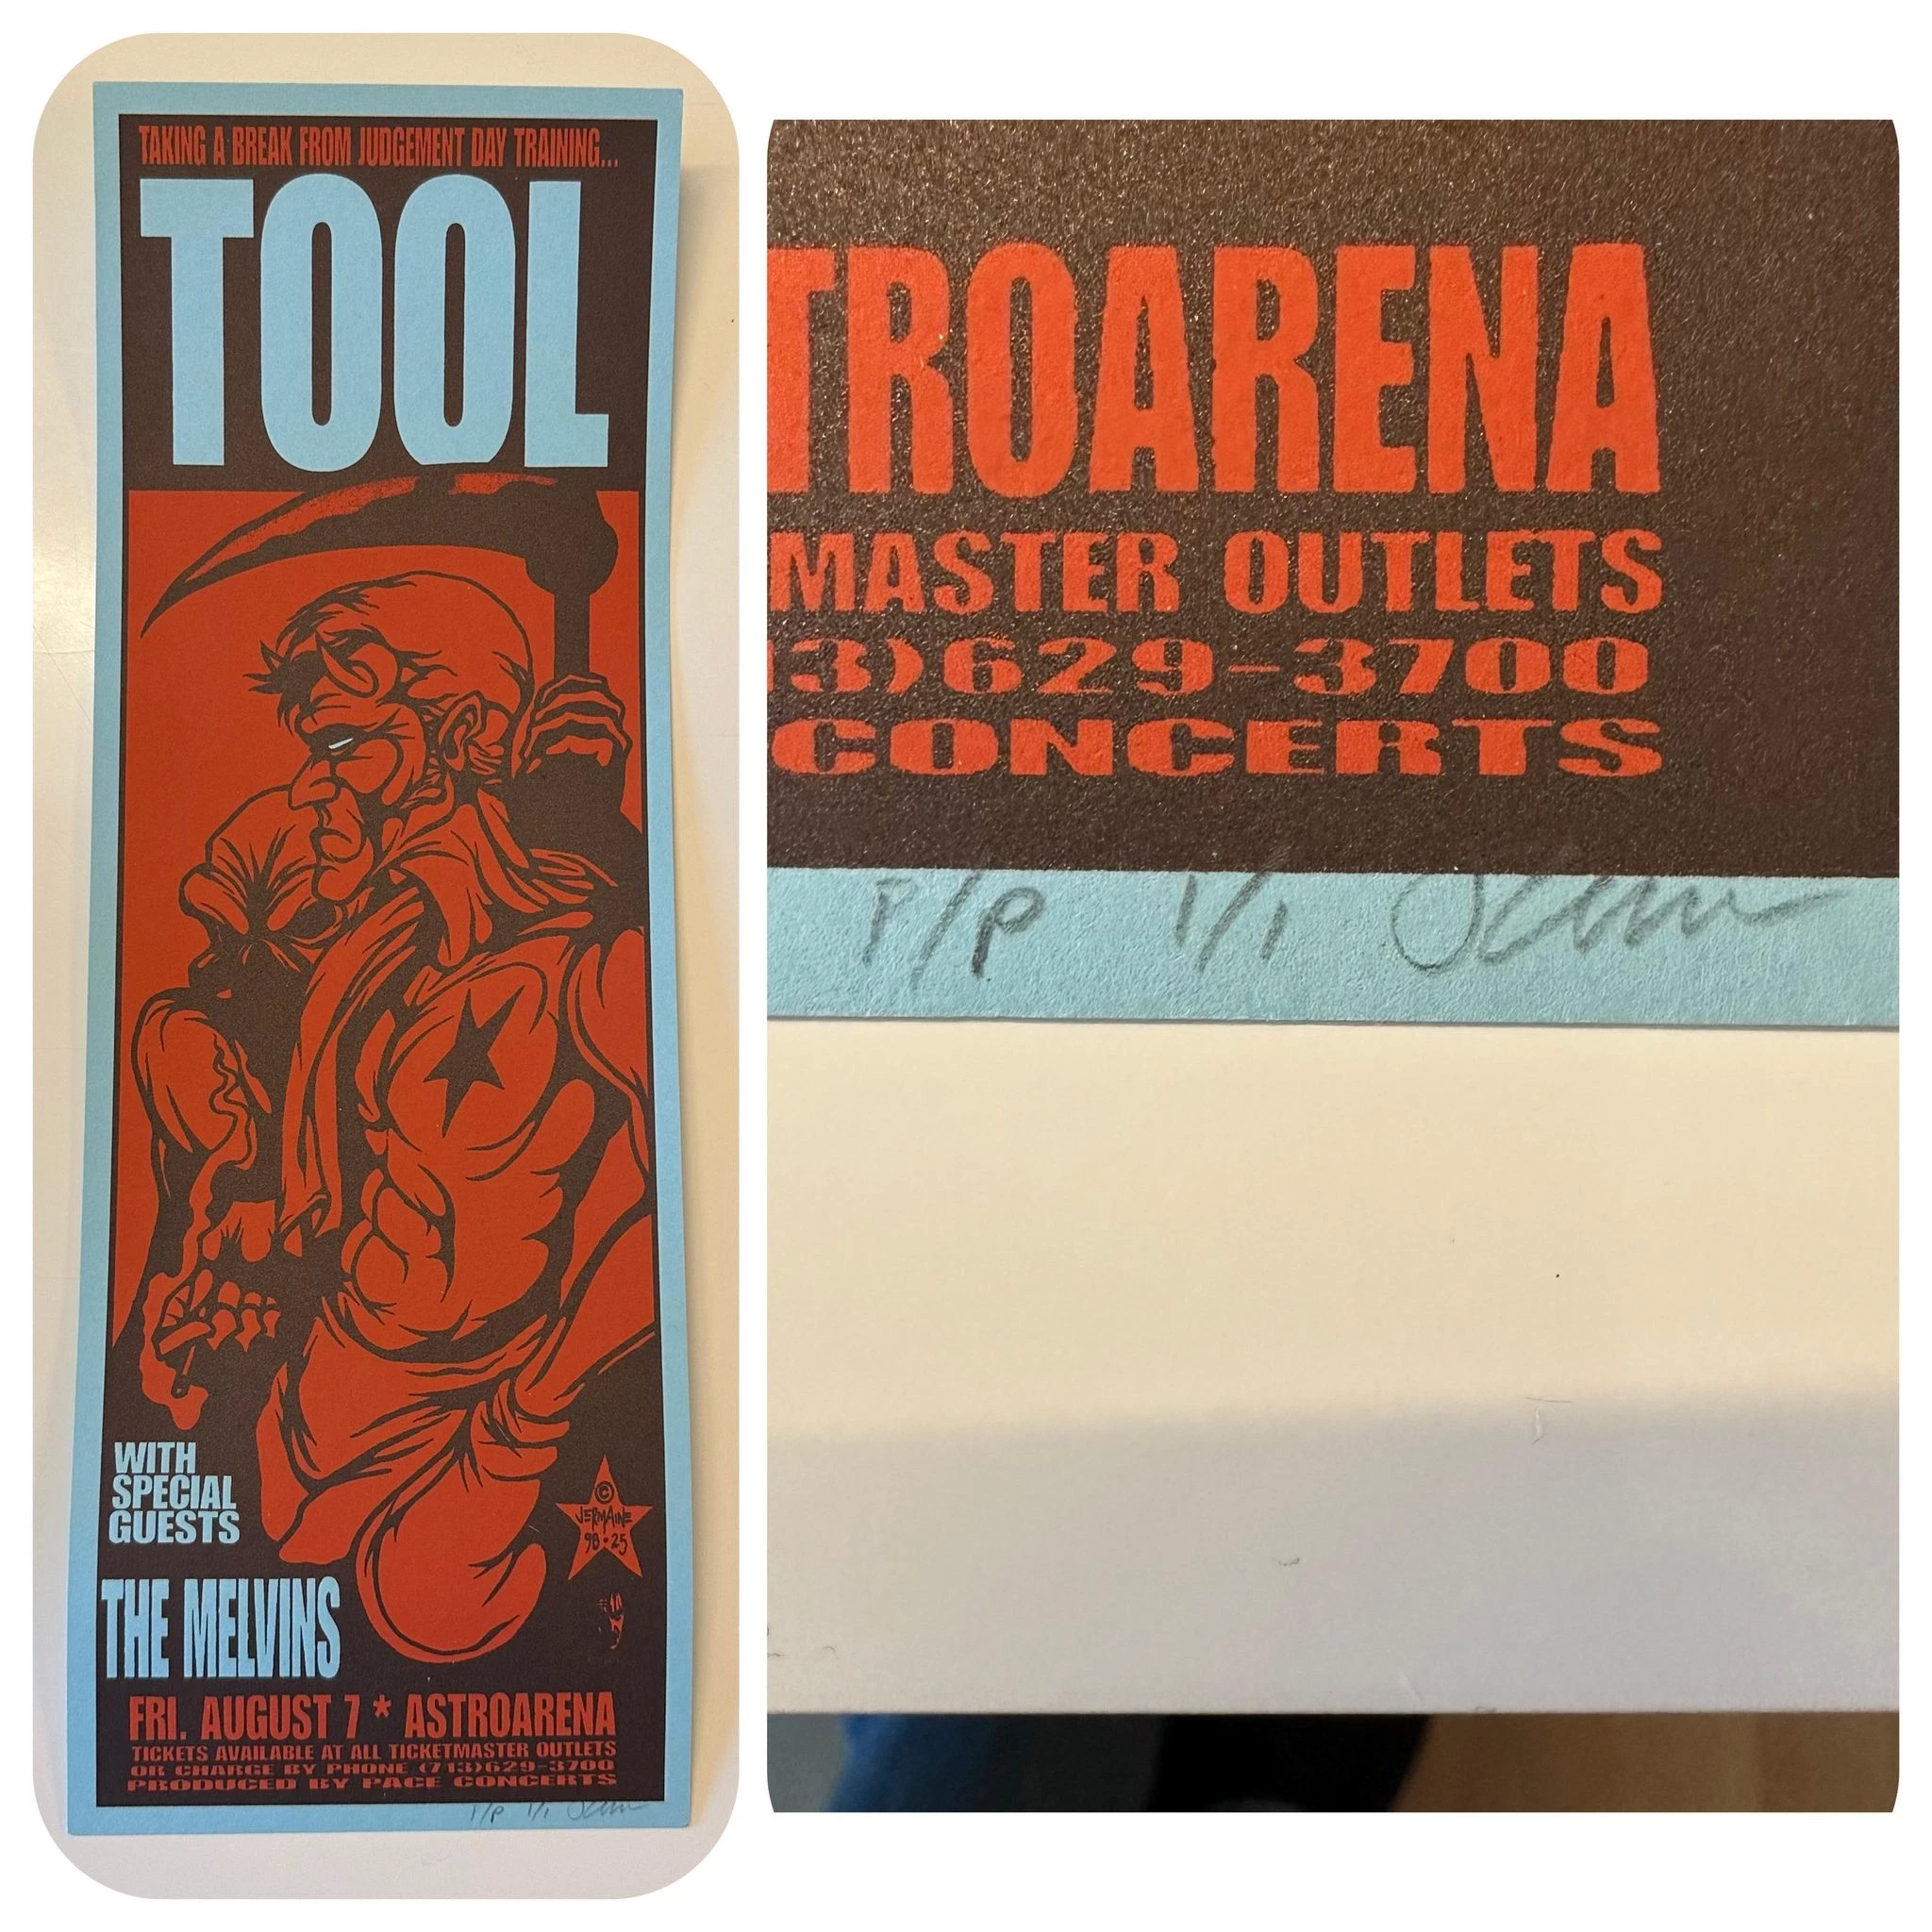 TAKING A BREAK FROM JUDGEMENT DAY TRAINING...
TOOL
WITH
SPECIAL
GUESTS
THE MELVINS
©
JERMAINE
98·25
FRI. AUGUST 7 * ASTROARENA
TICKETS AVAILABLE AT ALL TICKETMASTER OUTLETS
OR CHARGE BY PHONE (713)629-3700
PRODUCED BY PACE CONCERTS
P/P 1/1
TROARENA
MASTER OUTLETS
3)629-3700
CONCERTS
P/P 1/1